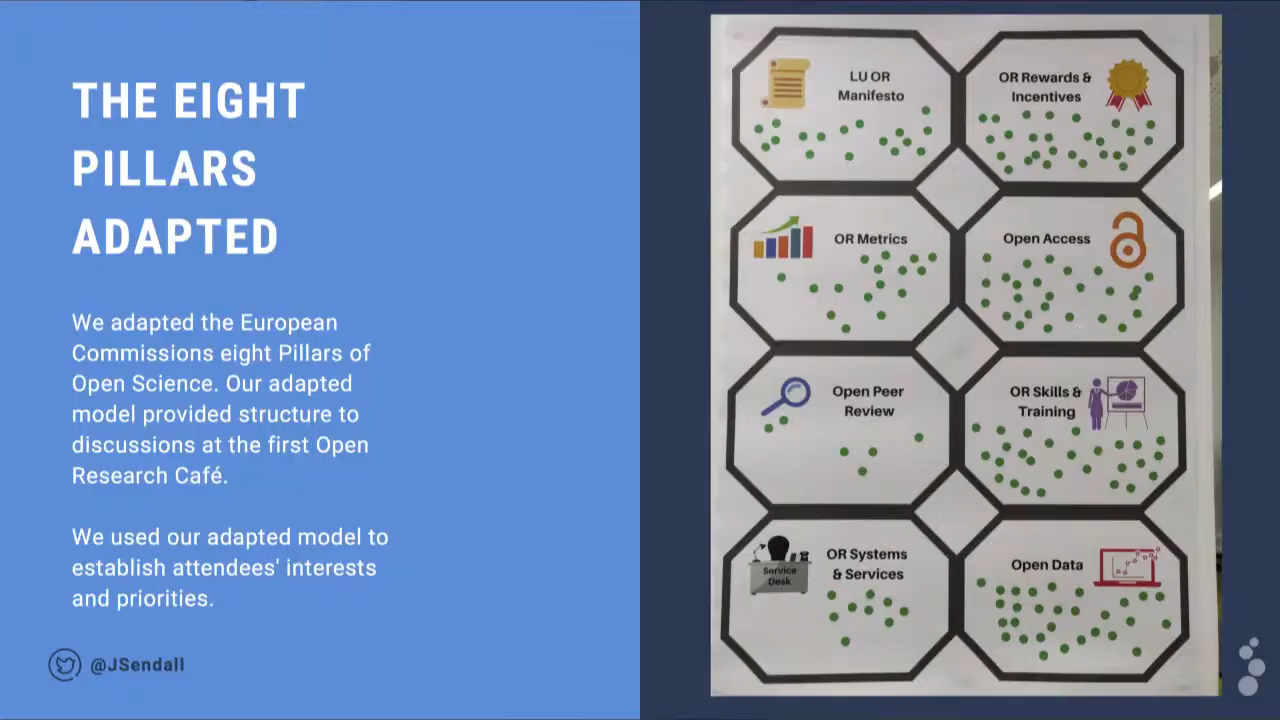 THE EIGHT
PILLARS
ADAPTED
We adapted the European
Commissions eight Pillars of
Open Science. Our adapted
model provided structure to
discussions at the first Open
Research Café.
We used our adapted model to
establish attendees' interests
and priorities.
@JSendall
LU OR
Manifesto
OR Rewards &
Incentives
OR Metrics
Open Access
Open Peer
Review
OR Skills &
Training
OR Systems
& Services
Service
Desk
Open Data